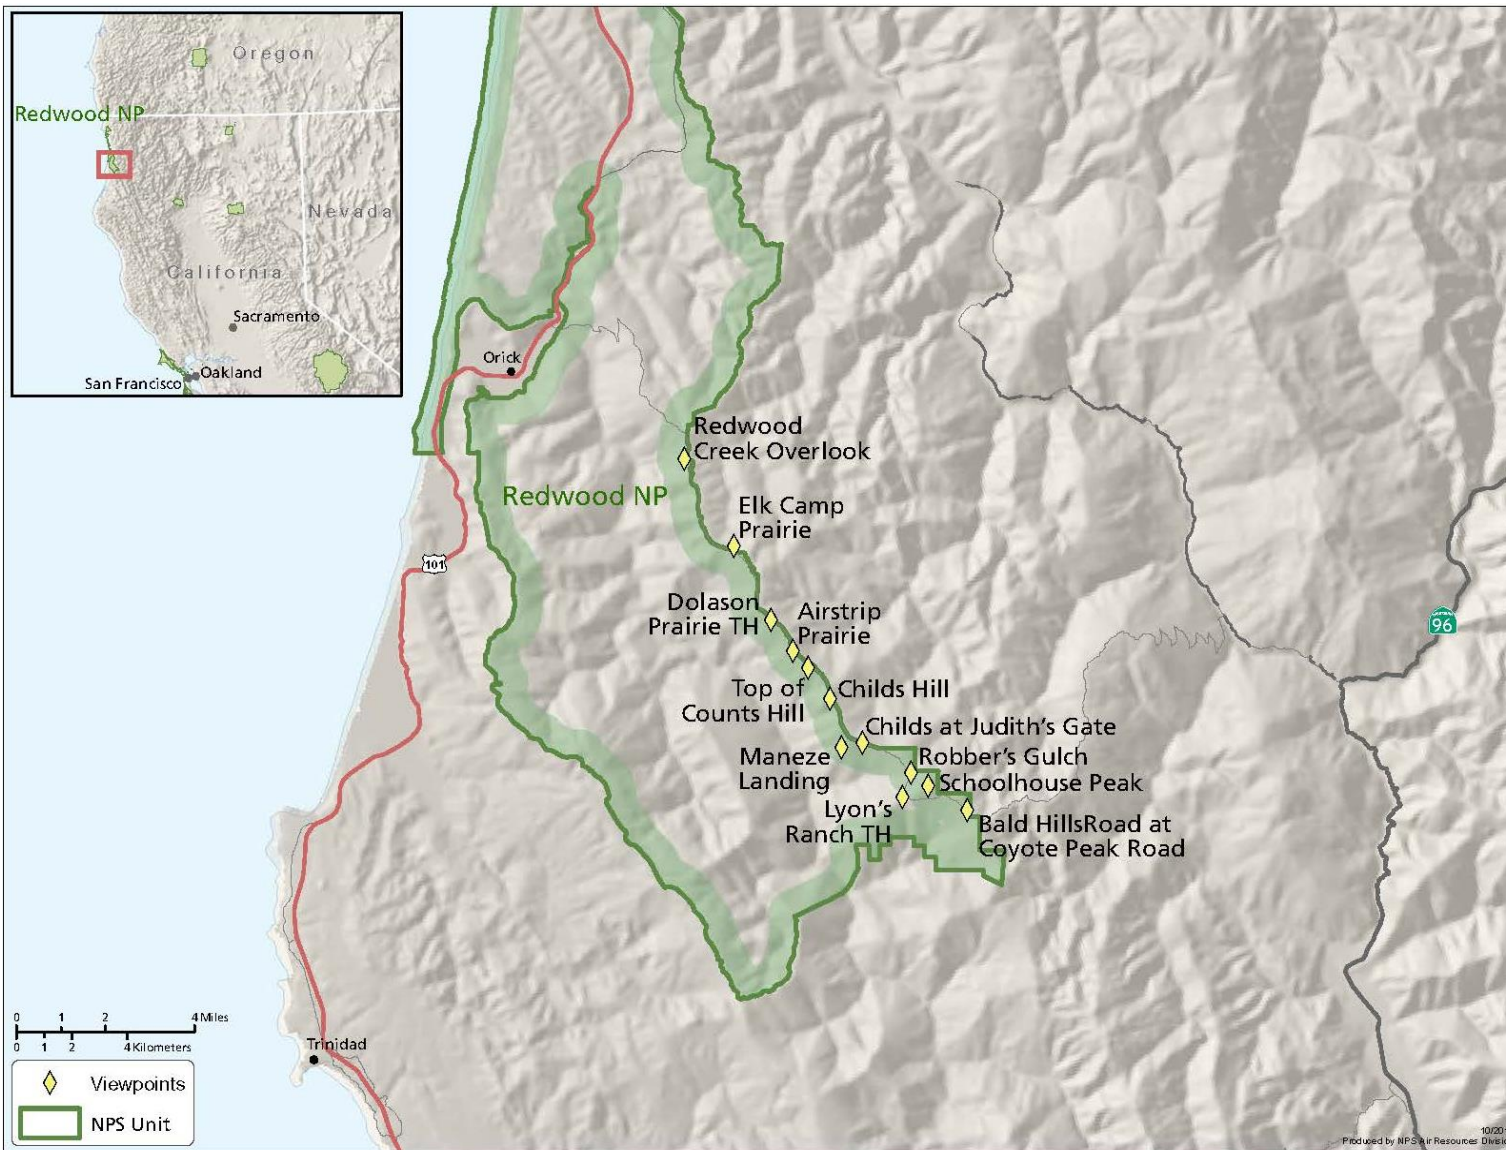 Oregon
Redwood NP
Nevada
California
Sacramento
Oakland
San Francisco
Orick
Redwood
Creek Overlook
Redwood NP
Elk Camp
Prairie
101
Dolason
Prairie TH
Airstrip
Prairie
96
Top of
Counts Hill
Childs Hill
Childs at Judith's Gate
Maneze
Landing
Robber's Gulch
Schoolhouse Peak
Lyon's
Ranch TH
Bald HillsRoad at
Coyote Peak Road
0 1 2 4 Miles
0 1 2 4 Kilometers
Trinidad
Viewpoints
NPS Unit
Produced by NPS Air Resources